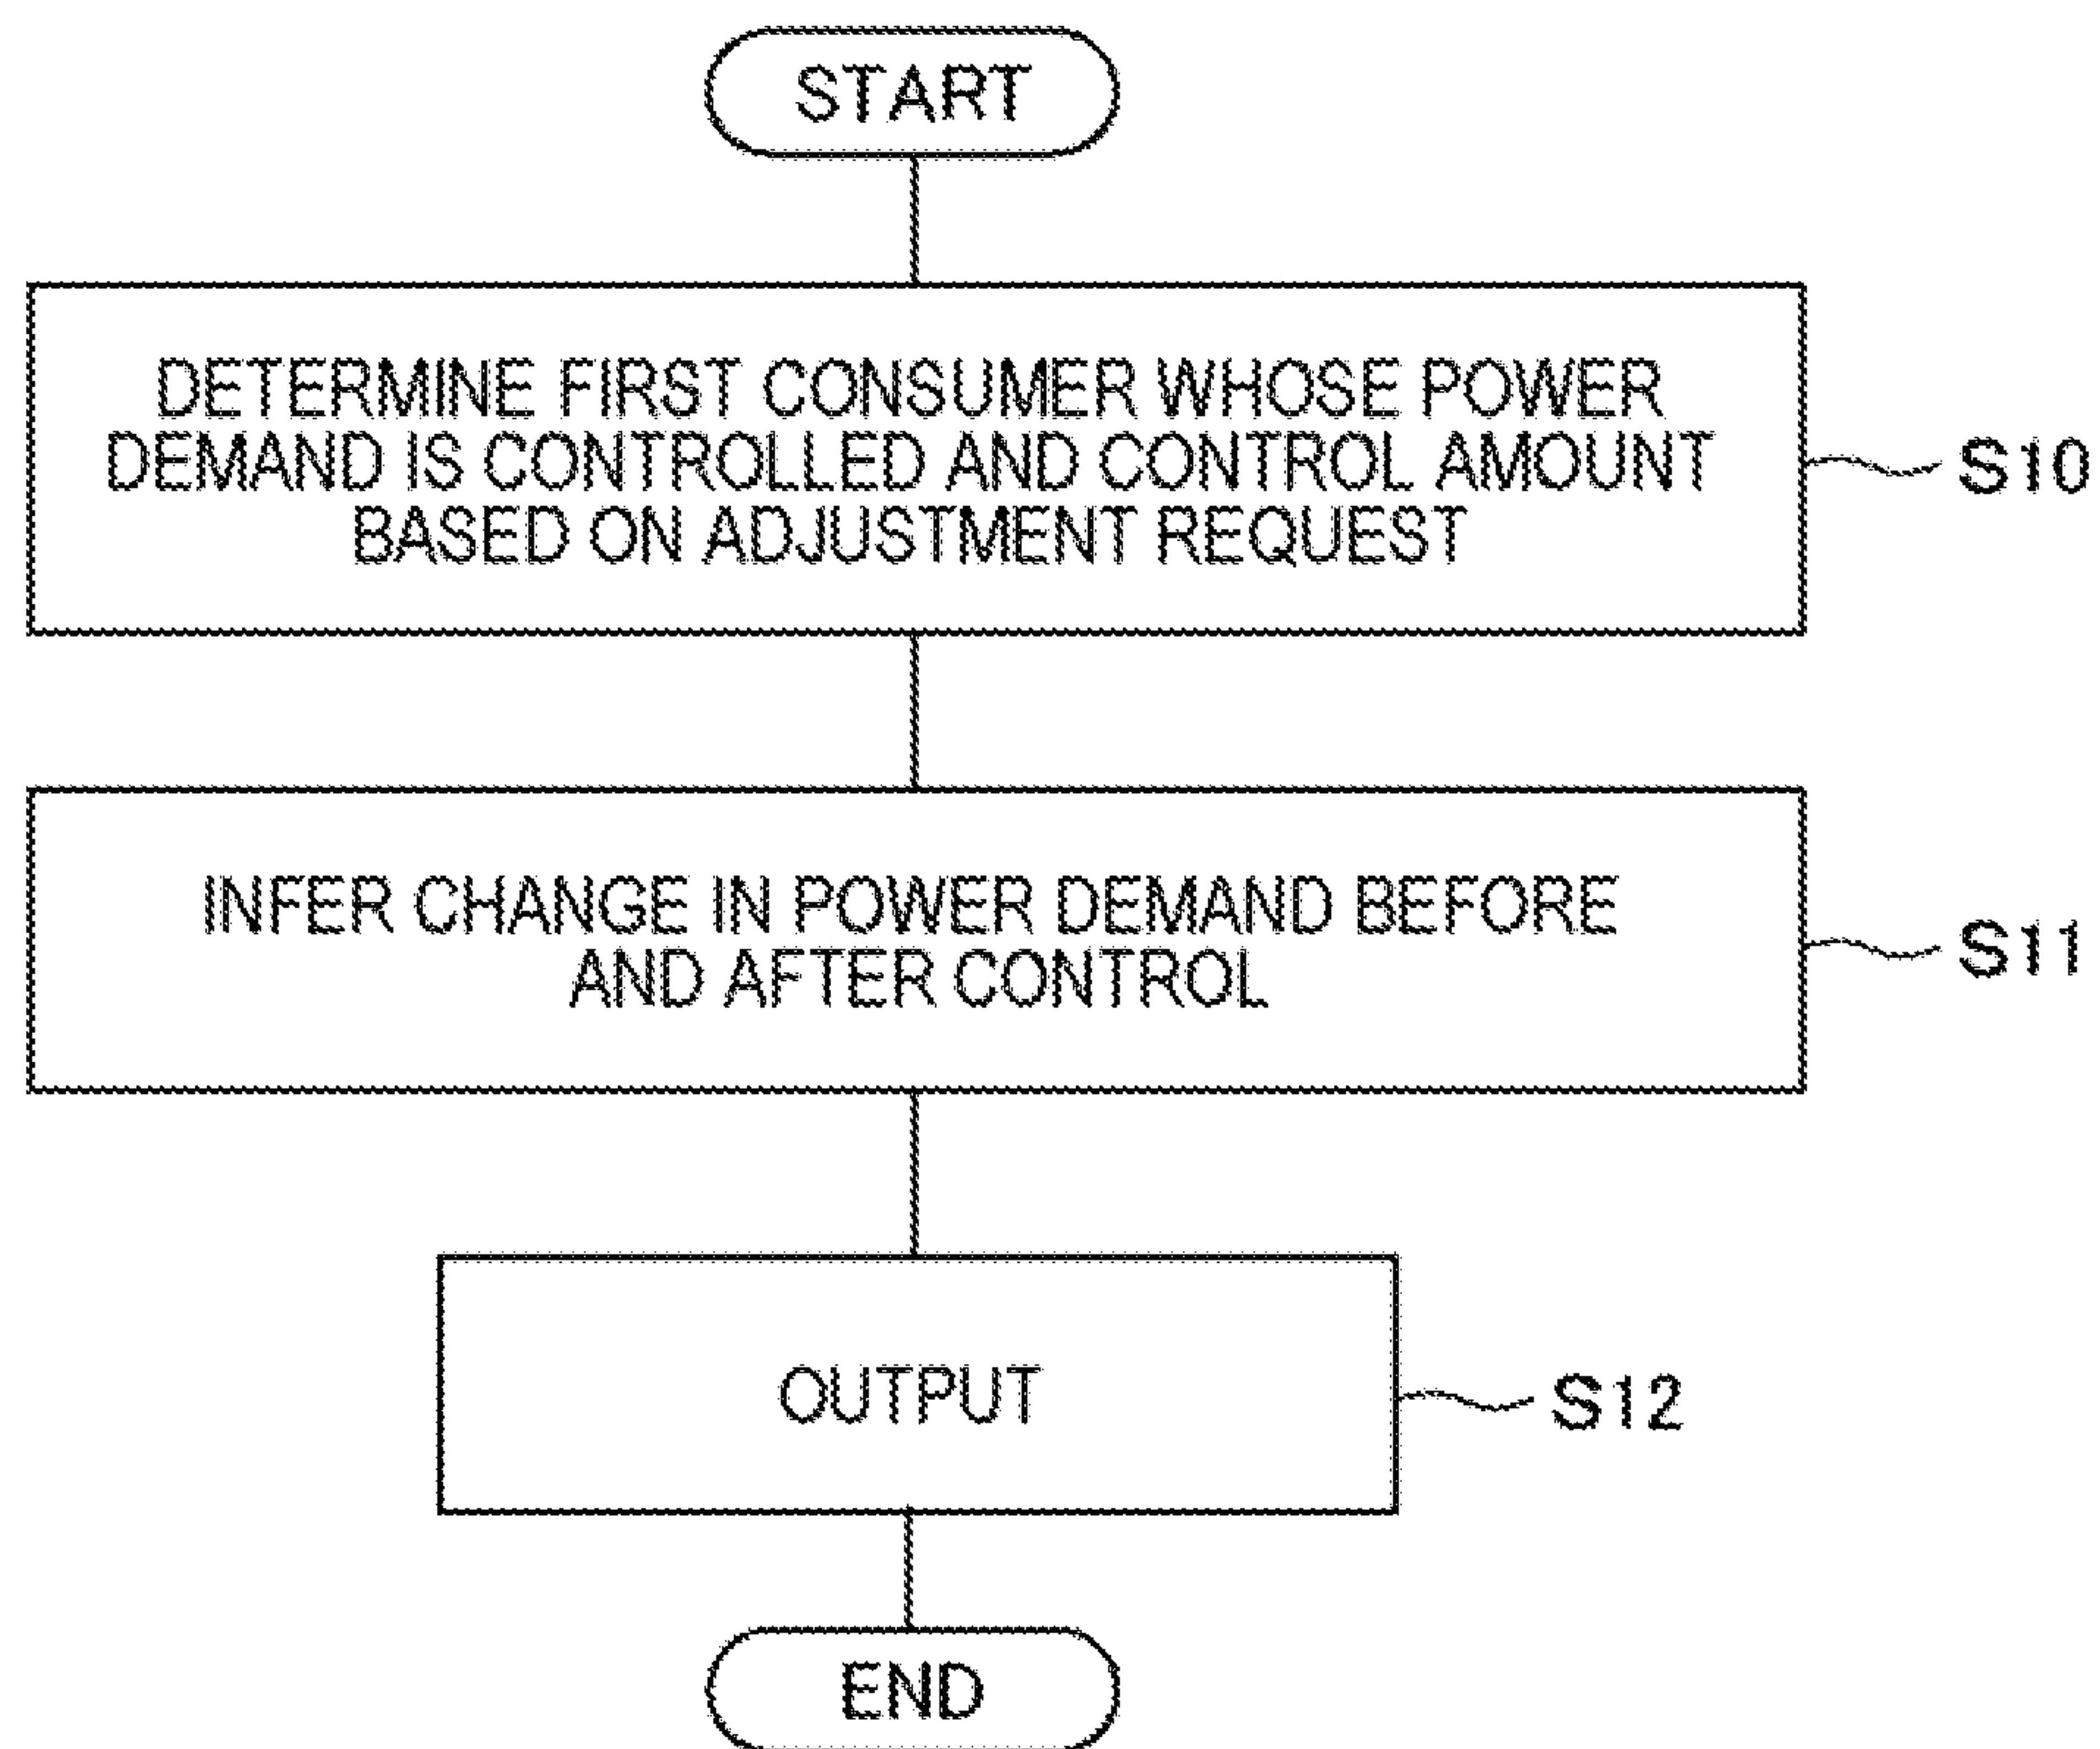 START
DETERMINE FIRST CONSUMER WHOSE POWER
DEMAND IS CONTROLLED AND CONTROL AMOUNT
BASED ON ADJUSTMENT REQUEST
S10
INFER CHANGE IN POWER DEMAND BEFORE
AND AFTER CONTROL
S11
OUTPUT
S12
END